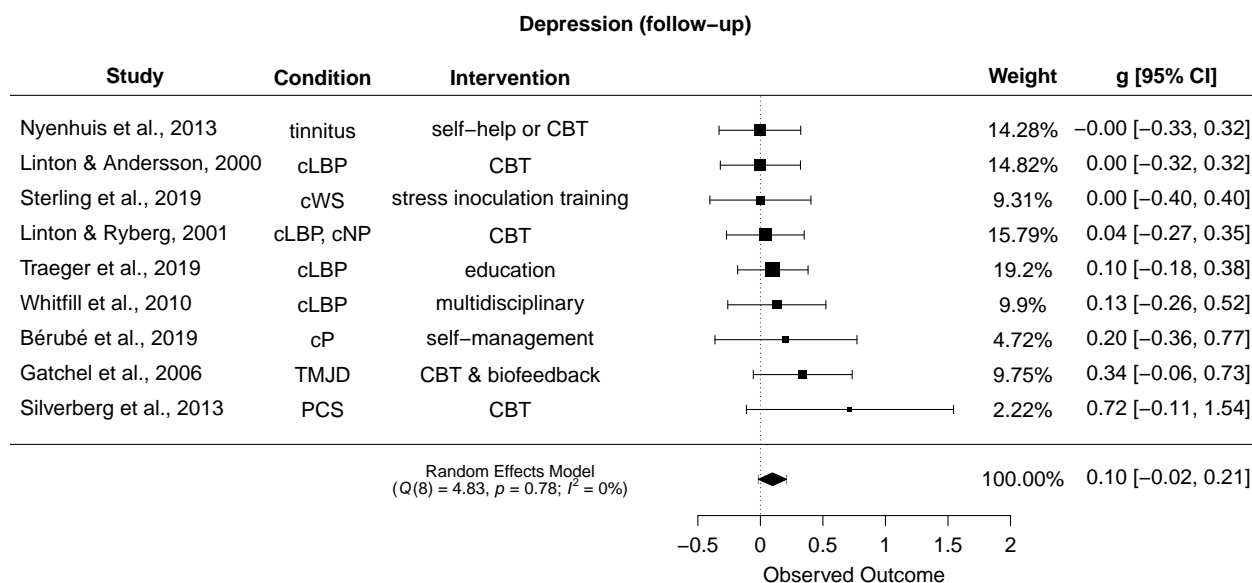 Depression (follow−up)
Study Condition Intervention Weight g [95% CI]
Nyenhuis et al., 2013 tinnitus self−help or CBT 14.28% −0.00 [−0.33, 0.32]
Linton & Andersson, 2000 cLBP CBT 14.82% 0.00 [−0.32, 0.32]
Sterling et al., 2019 cWS stress inoculation training 9.31% 0.00 [−0.40, 0.40]
Linton & Ryberg, 2001 cLBP, cNP CBT 15.79% 0.04 [−0.27, 0.35]
Traeger et al., 2019 cLBP education 19.2% 0.10 [−0.18, 0.38]
Whitfill et al., 2010 cLBP multidisciplinary 9.9% 0.13 [−0.26, 0.52]
Bérubé et al., 2019 cP self−management 4.72% 0.20 [−0.36, 0.77]
Gatchel et al., 2006 TMJD CBT & biofeedback 9.75% 0.34 [−0.06, 0.73]
Silverberg et al., 2013 PCS CBT 2.22% 0.72 [−0.11, 1.54]
Random Effects Model
(Q(8) = 4.83, p = 0.78; I² = 0%) 100.00% 0.10 [−0.02, 0.21]
−0.5 0 0.5 1 1.5 2
Observed Outcome